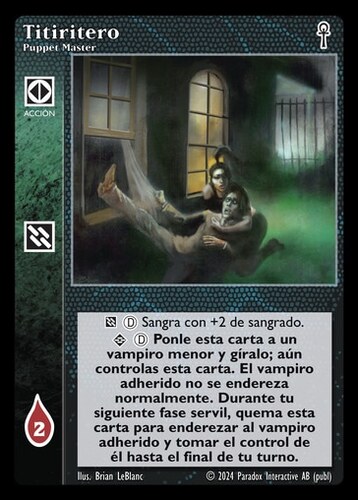 Titiritero
Puppet Master
ACCIÓN
Ⓓ Sangra con +2 de sangrado.
Ⓓ Ponle esta carta a un
vampiro menor y gíralo; aún
controlas esta carta. El vampiro
adherido no se endereza
normalmente. Durante tu
siguiente fase servil, quema esta
carta para enderezar al vampiro
adherido y tomar el control de
él hasta el final de tu turno.
2
Ilus. Brian LeBlanc
© 2024 Paradox Interactive AB (publ)